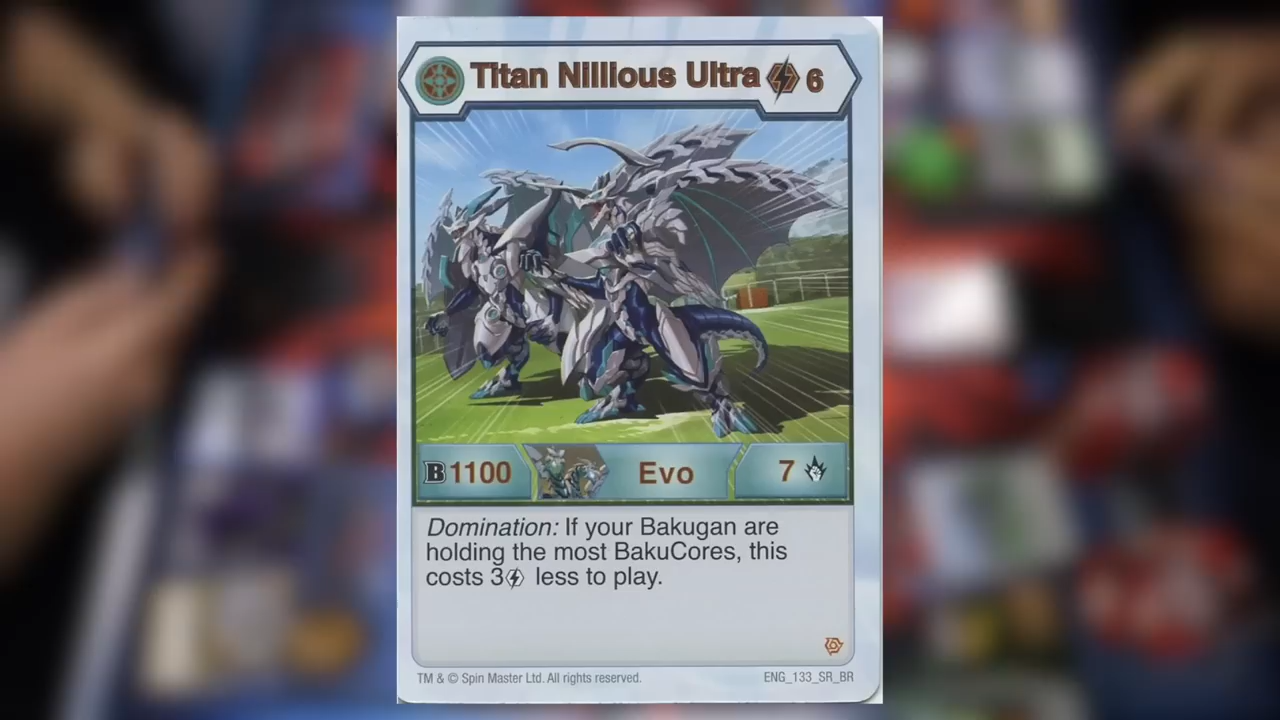 Titan Nillious Ultra 6
B 1100 Evo 7
Domination: If your Bakugan are
holding the most BakuCores, this
costs 3 less to play.
TM & © Spin Master Ltd. All rights reserved. ENG_133_SR_BR